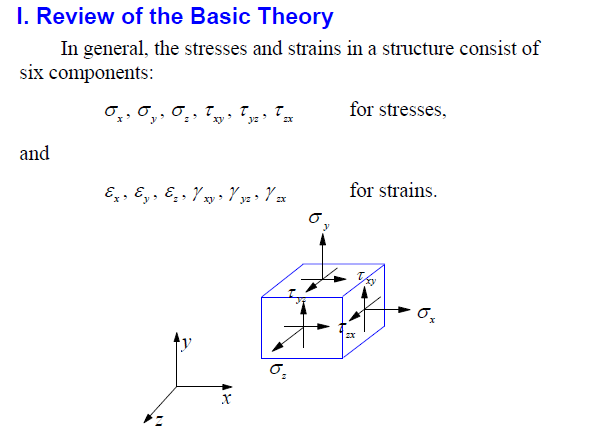 I. Review of the Basic Theory
In general, the stresses and strains in a structure consist of
six components:
σx, σy, σz, τxy, τyz, τzx for stresses,
and
εx, εy, εz, γxy, γyz, γzx for strains.
σy
τxy
τyz
σx
τzx
σz
y
x
z